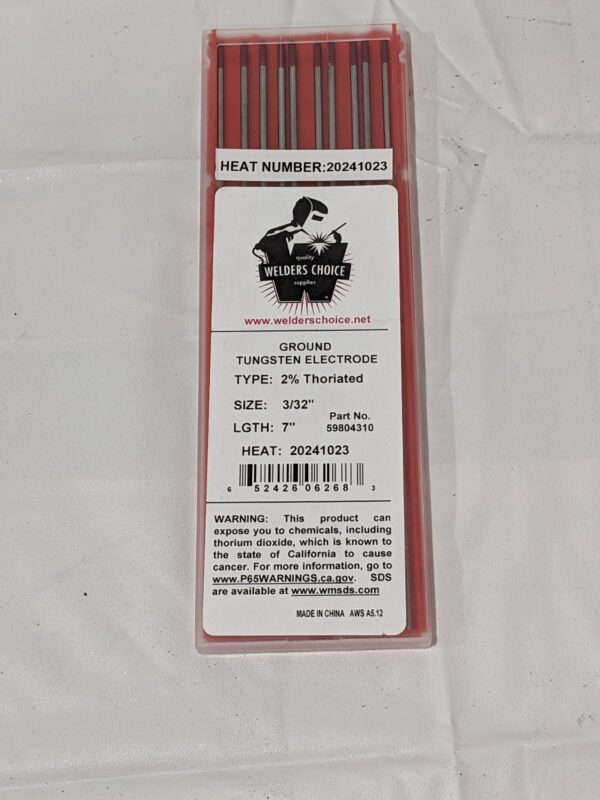 HEAT NUMBER:20241023
quality
WELDERS CHOICE
supplies
™
www.welderschoice.net
GROUND
TUNGSTEN ELECTRODE
TYPE: 2% Thoriated
SIZE: 3/32"
Part No.
LGTH: 7" 59804310
HEAT: 20241023
6 52426 06268 3
WARNING: This product can
expose you to chemicals, including
thorium dioxide, which is known to
the state of California to cause
cancer. For more information, go to
www.P65WARNINGS.ca.gov. SDS
are available at www.wmsds.com
MADE IN CHINA AWS A5.12